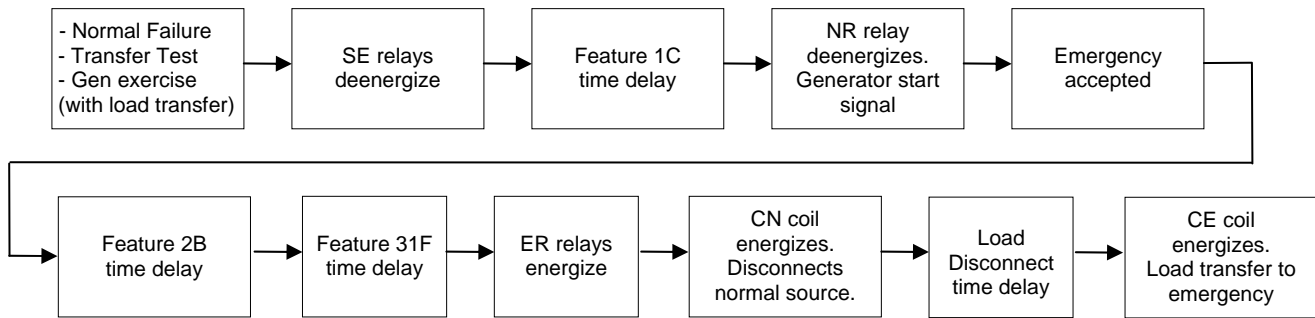 - Normal Failure
- Transfer Test
- Gen exercise
(with load transfer)
SE relays
deenergize
Feature 1C
time delay
NR relay
deenergizes.
Generator start
signal
Emergency
accepted
Feature 2B
time delay
Feature 31F
time delay
ER relays
energize
CN coil
energizes.
Disconnects
normal source.
Load
Disconnect
time delay
CE coil
energizes.
Load transfer to
emergency